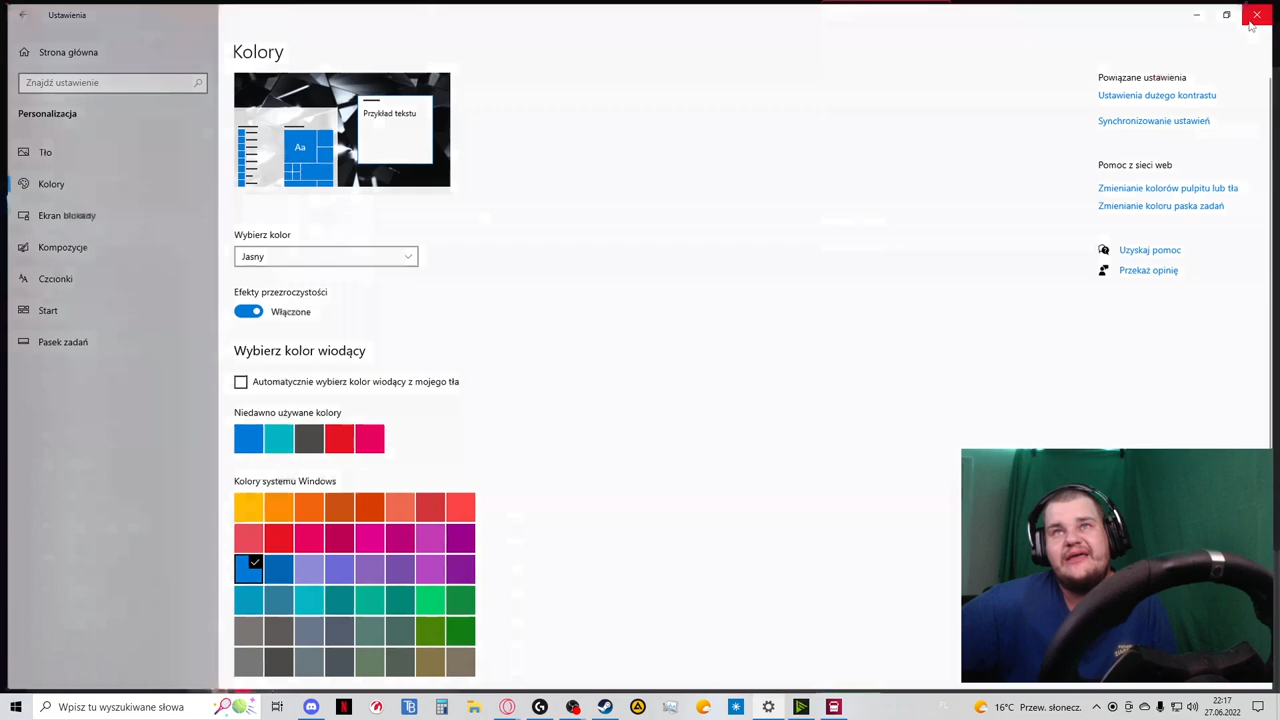 Ustawienia
Strona główna
Znajdź ustawienie
Personalizacja
Tło
Kolory
Ekran blokady
Kompozycje
Czcionki
Start
Pasek zadań
Kolory
Przykład tekstu
Aa
Wybierz kolor
Jasny
Efekty przezroczystości
Włączone
Wybierz kolor wiodący
Automatycznie wybierz kolor wiodący z mojego tła
Niedawno używane kolory
Kolory systemu Windows
Powiązane ustawienia
Ustawienia dużego kontrastu
Synchronizowanie ustawień
Pomoc z sieci web
Zmienianie kolorów pulpitu lub tła
Zmienianie koloru paska zadań
Uzyskaj pomoc
Przekaż opinię
Wpisz tu wyszukiwane słowa
16°C Przew. słonecz.
22:17
27.06.2022